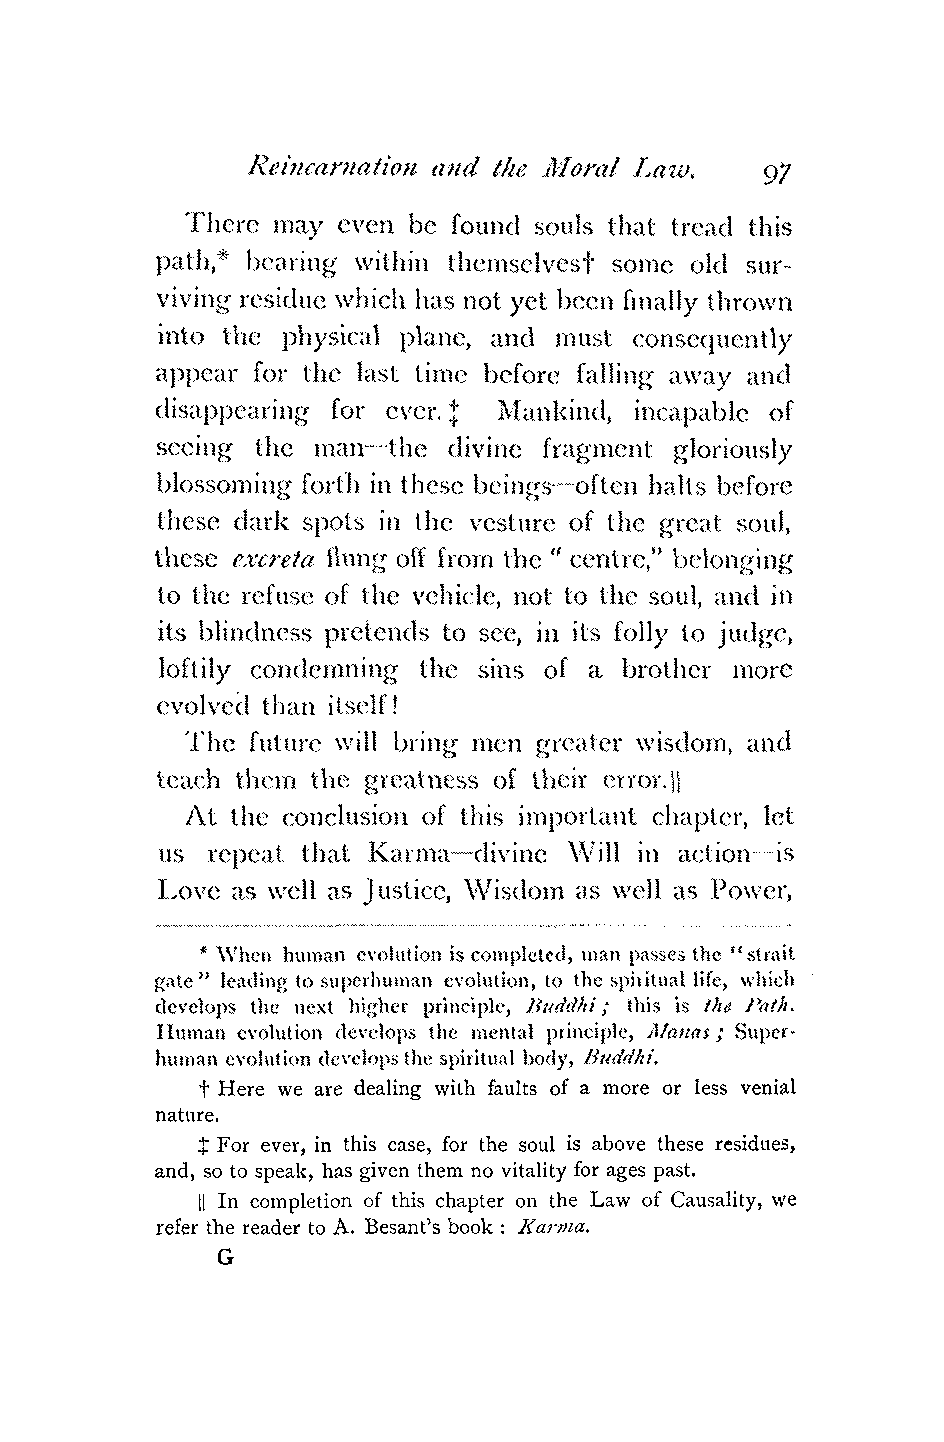 Reincarnation and the Moral Law. 97
There may even be found souls that tread this
path,* bearing within themselves† some old sur-
viving residue which has not yet been finally thrown
into the physical plane, and must consequently
appear for the last time before falling away and
disappearing for ever.‡ Mankind, incapable of
seeing the man—the divine fragment gloriously
blossoming forth in these beings—often halts before
these dark spots in the vesture of the great soul,
these excreta flung off from the “ centre,” belonging
to the refuse of the vehicle, not to the soul, and in
its blindness pretends to see, in its folly to judge,
loftily condemning the sins of a brother more
evolved than itself!
The future will bring men greater wisdom, and
teach them the greatness of their error.||
At the conclusion of this important chapter, let
us repeat that Karma—divine Will in action—is
Love as well as Justice, Wisdom as well as Power,
* When human evolution is completed, man passes the “strait
gate” leading to superhuman evolution, to the spiritual life, which
develops the next higher principle, Buddhi; this is the Path.
Human evolution develops the mental principle, Manas; Super-
human evolution develops the spiritual body, Buddhi.
† Here we are dealing with faults of a more or less venial
nature.
‡ For ever, in this case, for the soul is above these residues,
and, so to speak, has given them no vitality for ages past.
|| In completion of this chapter on the Law of Causality, we
refer the reader to A. Besant’s book : Karma.
G